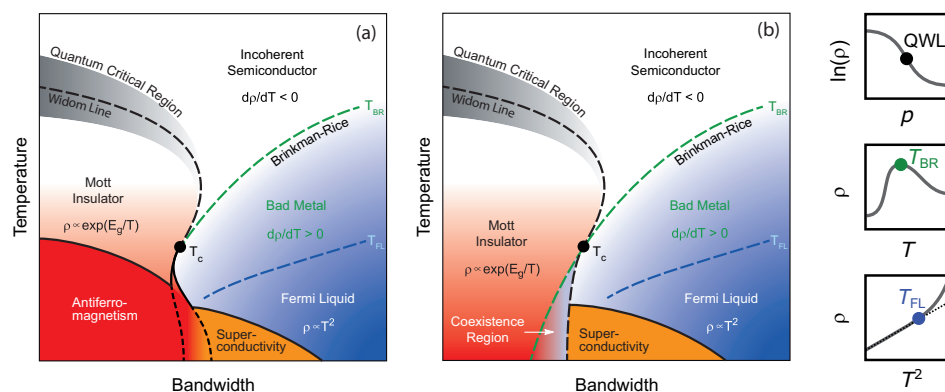 (a)
Quantum Critical Region
Widom Line
Incoherent
Semiconductor
dρ/dT < 0
T_BR
Brinkman-Rice
Mott
Insulator
ρ∝exp(E_g/T)
Bad Metal
dρ/dT > 0
T_c
T_FL
Antiferro-
magnetism
Fermi Liquid
ρ∝T²
Super-
conductivity
Temperature
Bandwidth
(b)
Quantum Critical Region
Widom Line
Incoherent
Semiconductor
dρ/dT < 0
T_BR
Brinkman-Rice
Bad Metal
dρ/dT > 0
Mott
Insulator
ρ∝exp(E_g/T)
T_c
T_FL
Coexistence
Region
Fermi Liquid
ρ∝T²
Super-
conductivity
Temperature
Bandwidth
ln(ρ)
QWL
p
ρ
T_BR
T
ρ
T_FL
T²